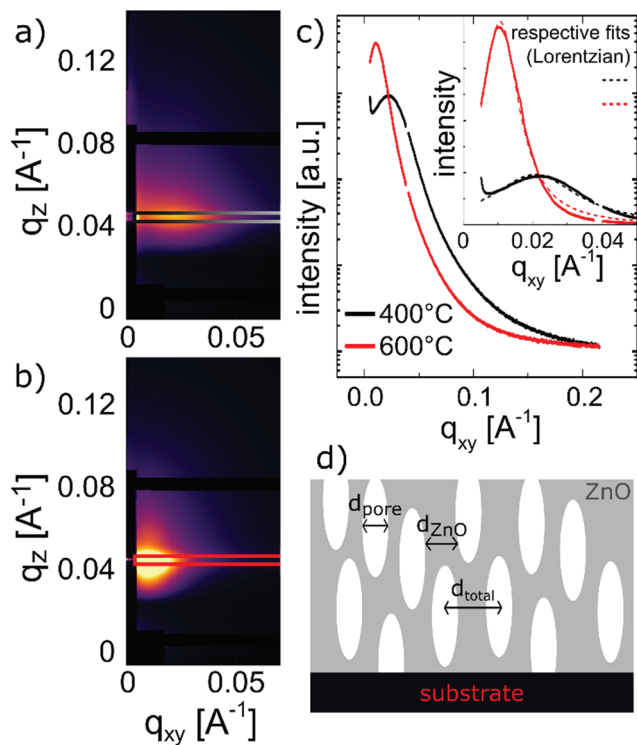 a)
0.12
0.08
0.04
0
q_z [A⁻¹]
0
0.05
b)
0.12
0.08
0.04
0
q_z [A⁻¹]
0
0.05
q_xy [A⁻¹]
c)
intensity [a.u.]
400°C
600°C
0.0
0.1
0.2
q_xy [A⁻¹]
respective fits
(Lorentzian)
intensity
0
0.02
0.04
q_xy [A⁻¹]
d)
ZnO
d_pore
d_ZnO
d_total
substrate